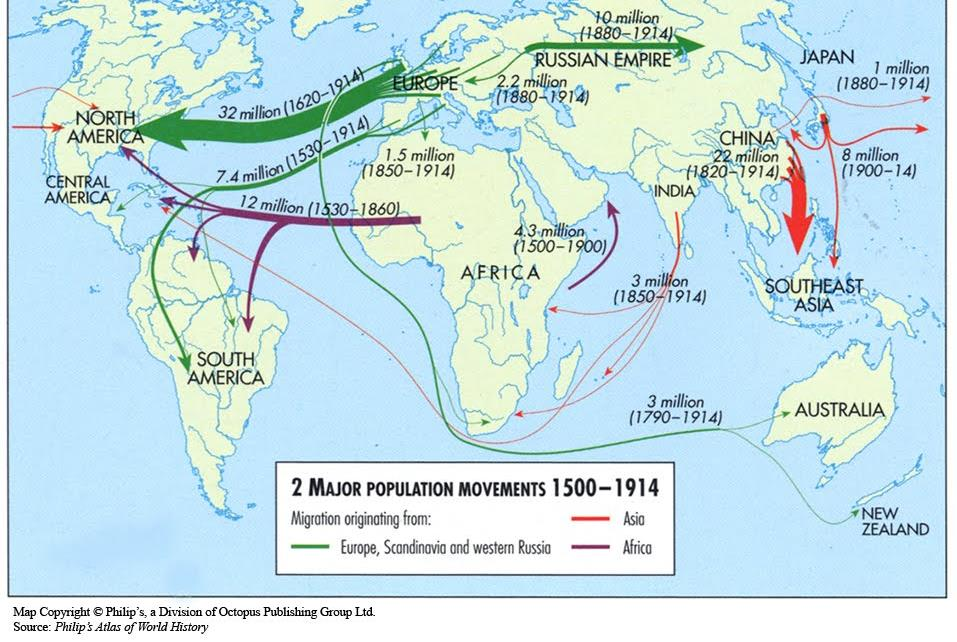 10 million
(1880–1914)
RUSSIAN EMPIRE
JAPAN
1 million
(1880–1914)
EUROPE
2.2 million
(1880–1914)
32 million (1620–1914)
NORTH
AMERICA
CHINA
22 million
(1820–1914)
8 million
(1900–14)
7.4 million (1530–1914)
1.5 million
(1850–1914)
CENTRAL
AMERICA
INDIA
12 million (1530–1860)
4.3 million
(1500–1900)
AFRICA
3 million
(1850–1914)
SOUTHEAST
ASIA
SOUTH
AMERICA
3 million
(1790–1914)
AUSTRALIA
NEW
ZEALAND
2 MAJOR POPULATION MOVEMENTS 1500–1914
Migration originating from:
Asia
Europe, Scandinavia and western Russia
Africa
Map Copyright © Philip's, a Division of Octopus Publishing Group Ltd.
Source: Philip's Atlas of World History